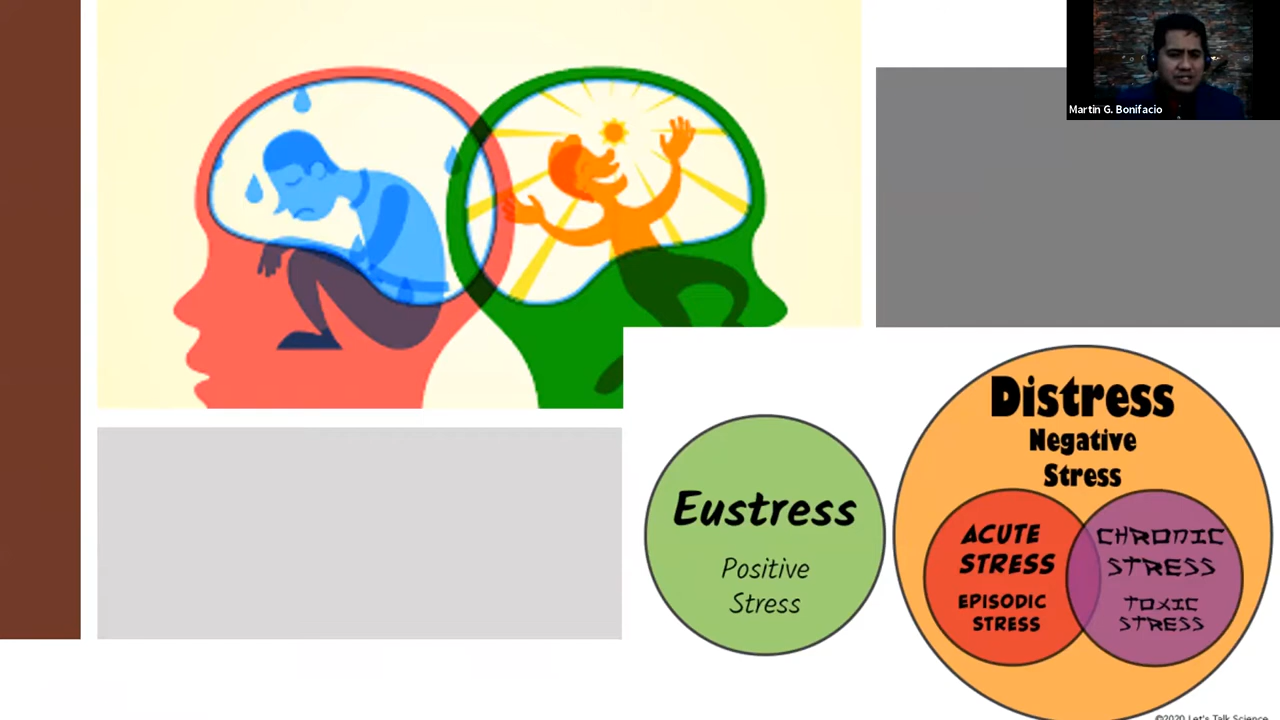 Martin G. Bonifacio
Eustress
Positive
Stress
Distress
Negative
Stress
ACUTE
STRESS
EPISODIC
STRESS
CHRONIC
STRESS
TOXIC
STRESS
©2020 Let's Talk Science